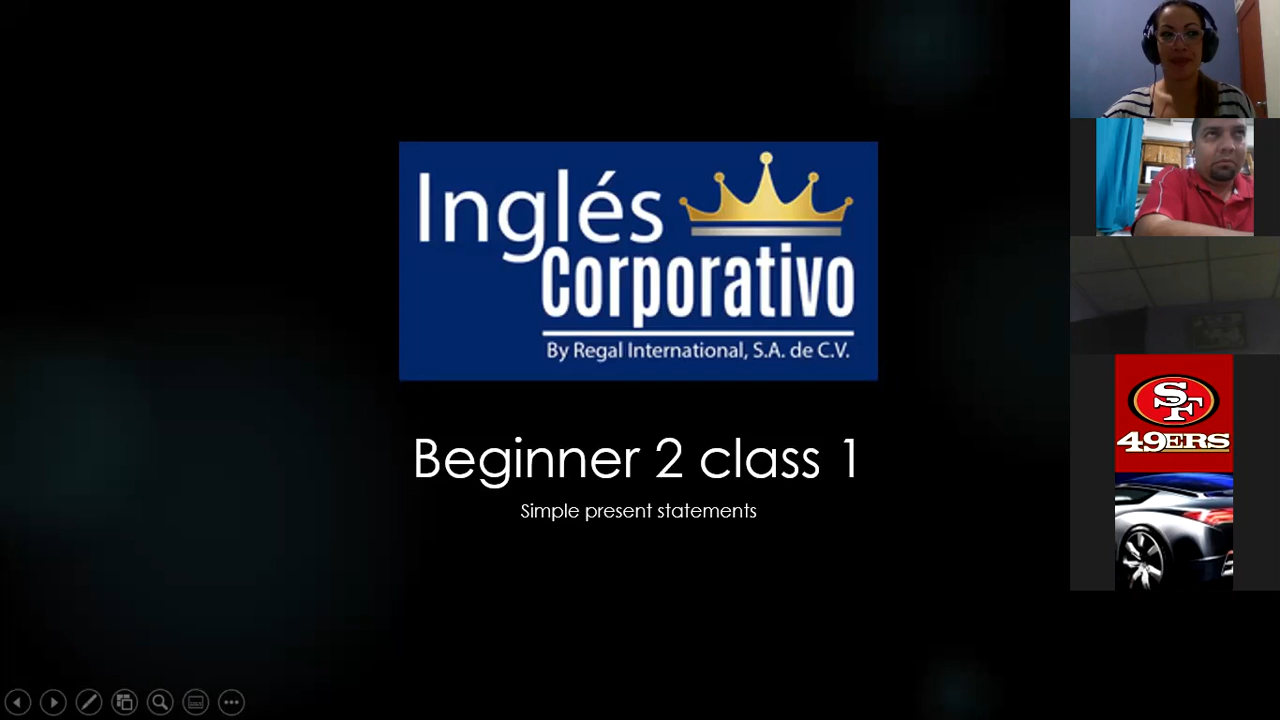 Inglés
Corporativo
By Regal International, S.A. de C.V.
Beginner 2 class 1
Simple present statements
SF
49ERS